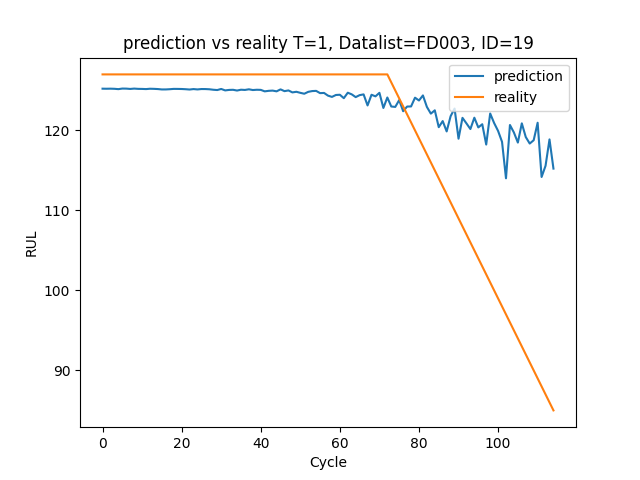 prediction vs reality T=1, Datalist=FD003, ID=19
prediction
reality
120
110
100
90
RUL
0 20 40 60 80 100
Cycle